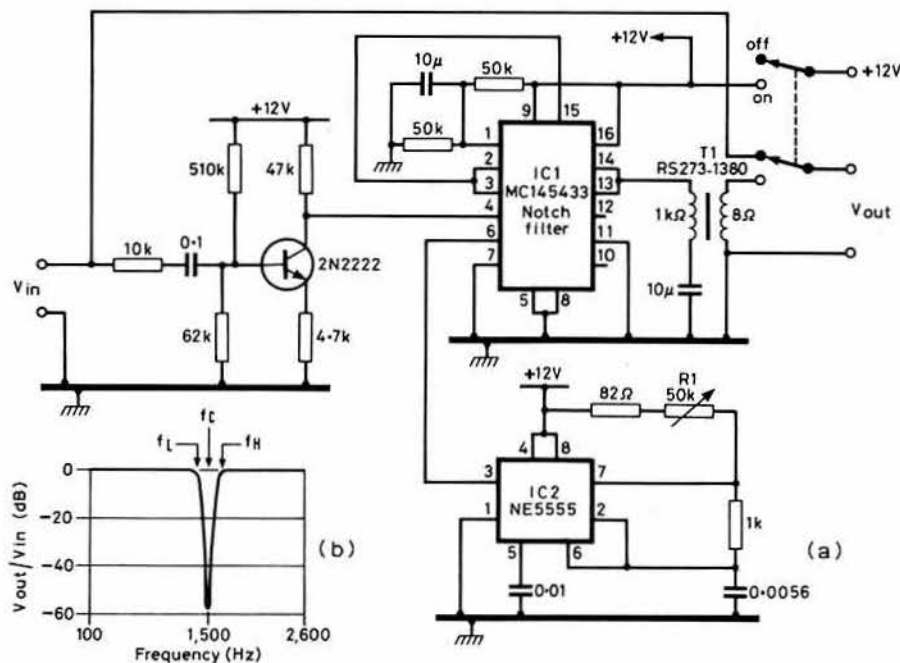 +12V
off
+12V
on
10μ
50k
9
15
50k
1
16
+12V
2
14
T1
RS273-1380
510k
47k
3
IC1
MC145433
Notch
filter
13
4
12
1kΩ
8Ω
Vout
6
11
10k
0·1
2N2222
7
10
Vin
5
8
10μ
62k
4·7k
+12V
R1
50k
82Ω
fC
fL
fH
4
8
3
7
IC2
NE5555
1
2
1k
5
6
0·01
0·0056
(a)
0
-20
-40
-60
Vout/Vin (dB)
(b)
100
1,500
2,600
Frequency (Hz)